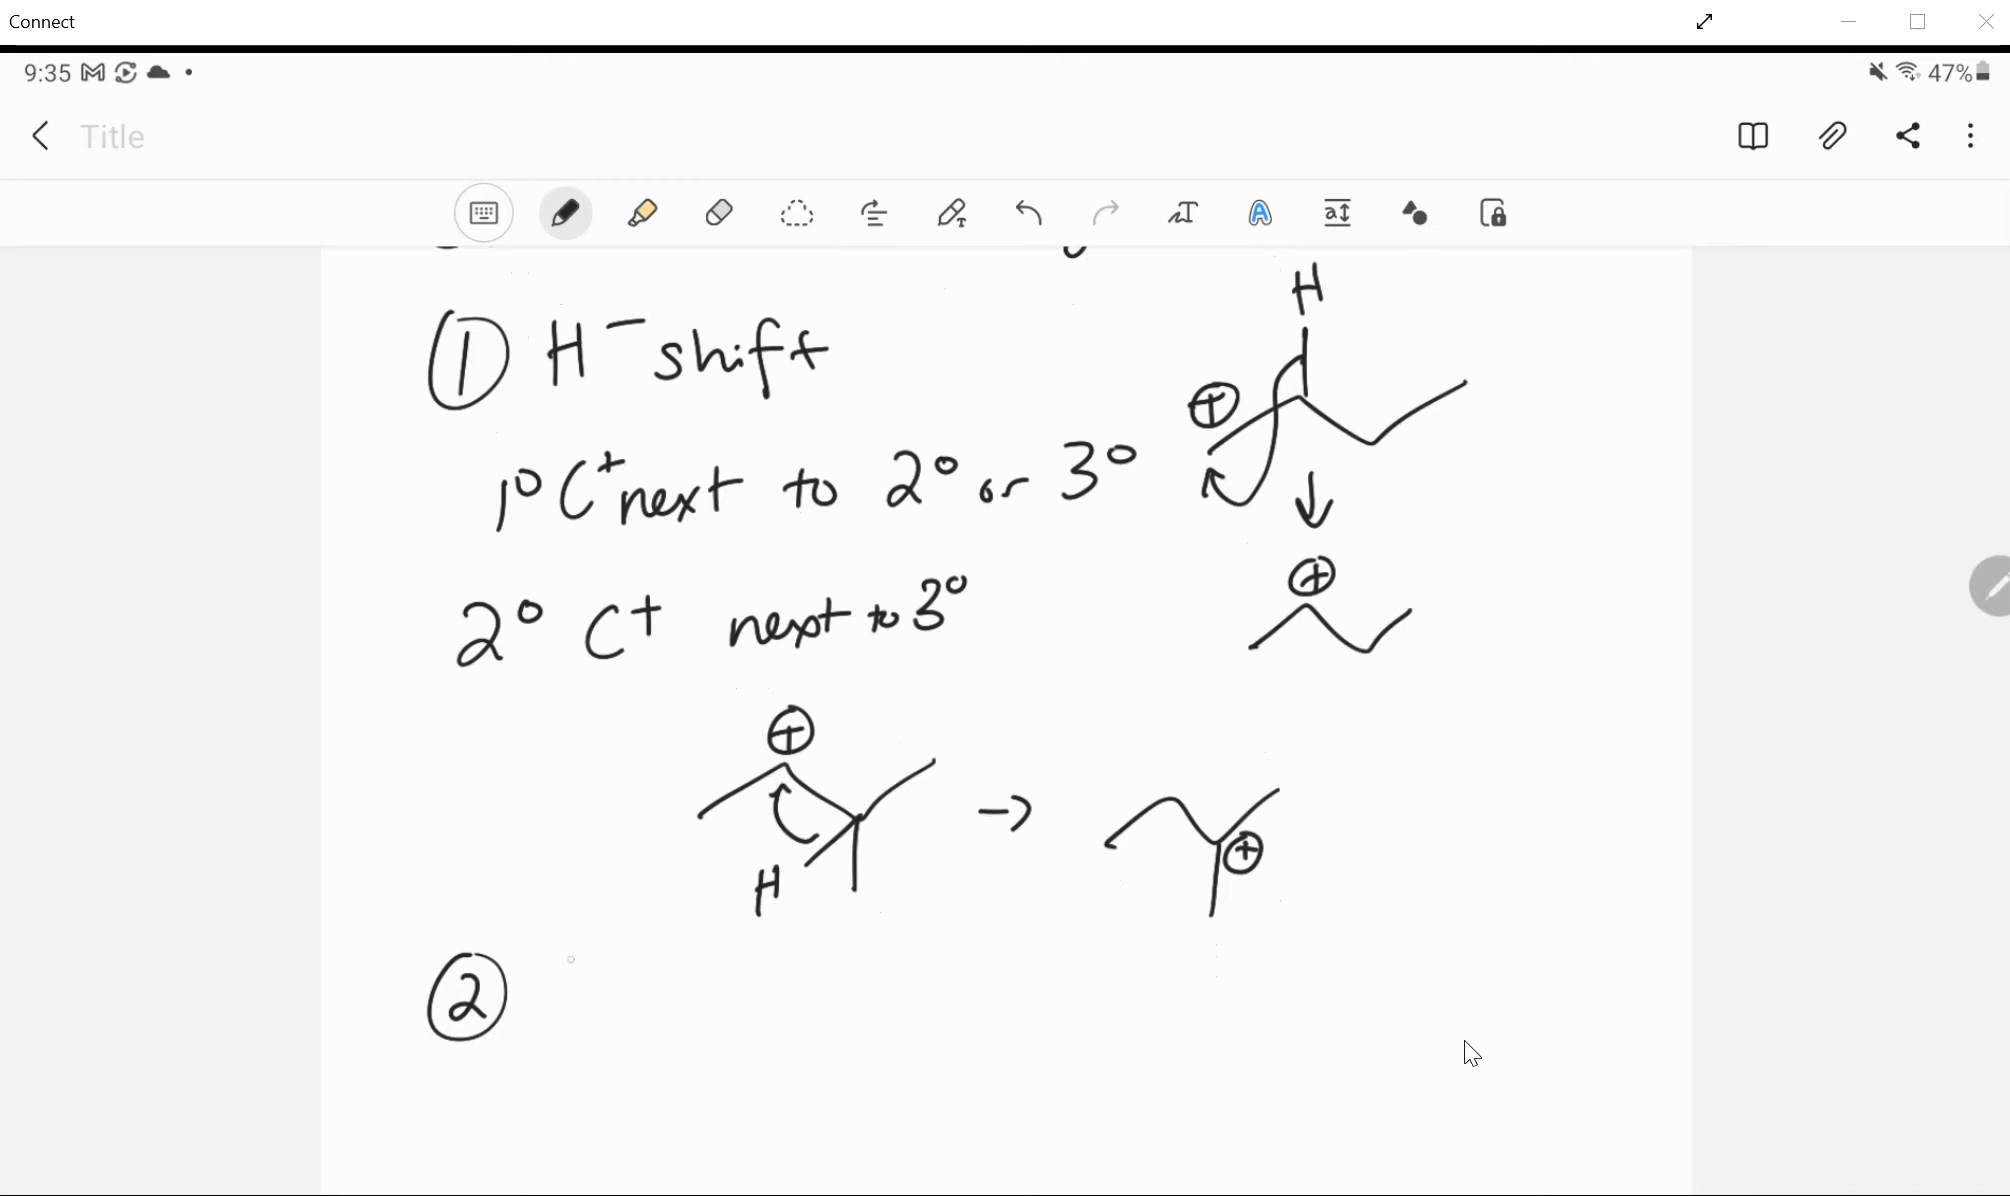 Connect
9:35 47%
Title
① H⁻ shift
H
⊕
1° C⁺ next to 2° or 3°
⊕
2° C⁺ next to 3°
⊕
→
⊕
H
②